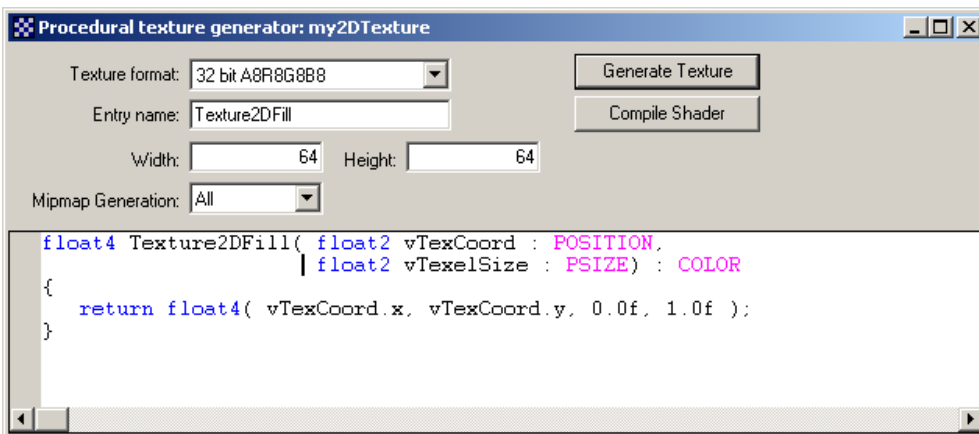 Procedural texture generator: my2DTexture
Texture format: 32 bit A8R8G8B8 Generate Texture
Entry name: Texture2DFill Compile Shader
Width: 64 Height: 64
Mipmap Generation: All
float4 Texture2DFill( float2 vTexCoord : POSITION,
float2 vTexelSize : PSIZE) : COLOR
{
return float4( vTexCoord.x, vTexCoord.y, 0.0f, 1.0f );
}